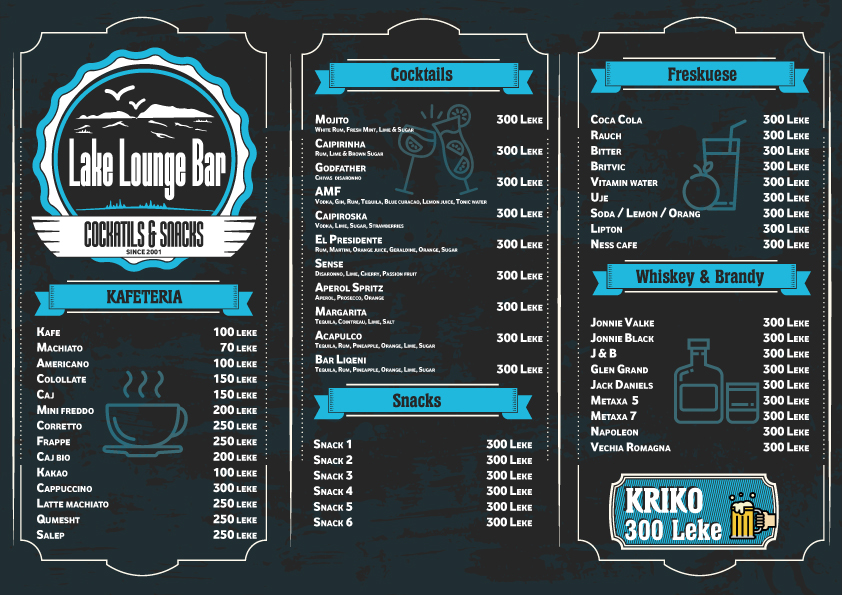 Lake Lounge Bar
COCKATILS & SNACKS
SINCE 2001
KAFETERIA
KAFE 100 LEKE
MACHIATO 70 LEKE
AMERICANO 100 LEKE
COLOLLATE 150 LEKE
CAJ 150 LEKE
MINI FREDDO 200 LEKE
CORRETTO 250 LEKE
FRAPPE 250 LEKE
CAJ BIO 200 LEKE
KAKAO 100 LEKE
CAPPUCCINO 300 LEKE
LATTE MACHIATO 250 LEKE
QUMESHT 250 LEKE
SALEP 250 LEKE
Cocktails
MOJITO 300 LEKE
WHITE RUM, FRESH MINT, LIME & SUGAR
CAIPIRINHA 300 LEKE
RUM, LIME & BROWN SUGAR
GODFATHER 300 LEKE
CHIVAS DISARONNO
AMF
VODKA, GIN, RUM, TEQUILA, BLUE CURACAO, LEMON JUICE, TONIC WATER
CAIPIROSKA 300 LEKE
VODKA, LIME, SUGAR, STRAWBERRIES
EL PRESIDENTE 300 LEKE
RUM, MARTINI, ORANGE JUICE, GERALDINE, ORANGE, SUGAR
SENSE 300 LEKE
DISARONNO, LIME, CHERRY, PASSION FRUIT
APEROL SPRITZ
APEROL, PROSECCO, ORANGE
MARGARITA 300 LEKE
TEQUILA, COINTREAU, LIME, SALT
ACAPULCO 300 LEKE
TEQUILA, RUM, PINEAPPLE, ORANGE, LIME, SUGAR
BAR LIQENI 300 LEKE
TEQUILA, RUM, PINEAPPLE, ORANGE, LIME, SUGAR
Snacks
SNACK 1 300 LEKE
SNACK 2 300 LEKE
SNACK 3 300 LEKE
SNACK 4 300 LEKE
SNACK 5 300 LEKE
SNACK 6 300 LEKE
Freskuese
COCA COLA 300 LEKE
RAUCH 300 LEKE
BITTER 300 LEKE
BRITVIC 300 LEKE
VITAMIN WATER 300 LEKE
UJE 300 LEKE
SODA / LEMON / ORANG 300 LEKE
LIPTON 300 LEKE
NESS CAFE 300 LEKE
Whiskey & Brandy
JONNIE VALKE 300 LEKE
JONNIE BLACK 300 LEKE
J & B 300 LEKE
GLEN GRAND 300 LEKE
JACK DANIELS 300 LEKE
METAXA 5 300 LEKE
METAXA 7 300 LEKE
NAPOLEON 300 LEKE
VECHIA ROMAGNA 300 LEKE
KRIKO
300 Leke